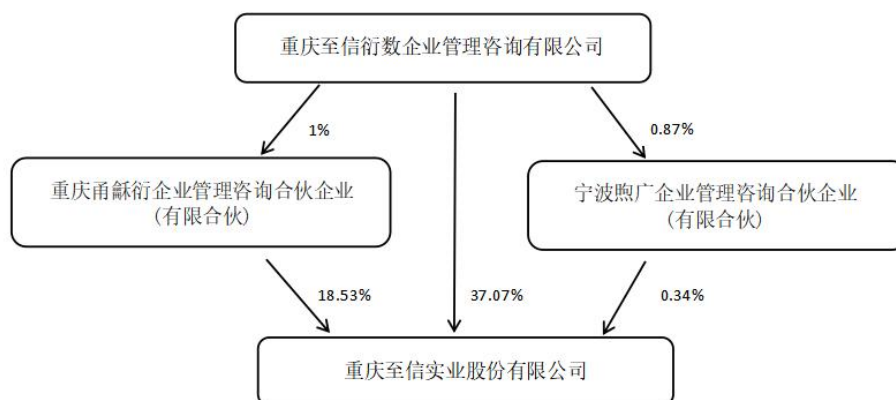 重庆至信衍数企业管理咨询有限公司
1%
0.87%
重庆甬龢衍企业管理咨询合伙企业
(有限合伙)
宁波煦广企业管理咨询合伙企业
(有限合伙)
18.53%
37.07%
0.34%
重庆至信实业股份有限公司